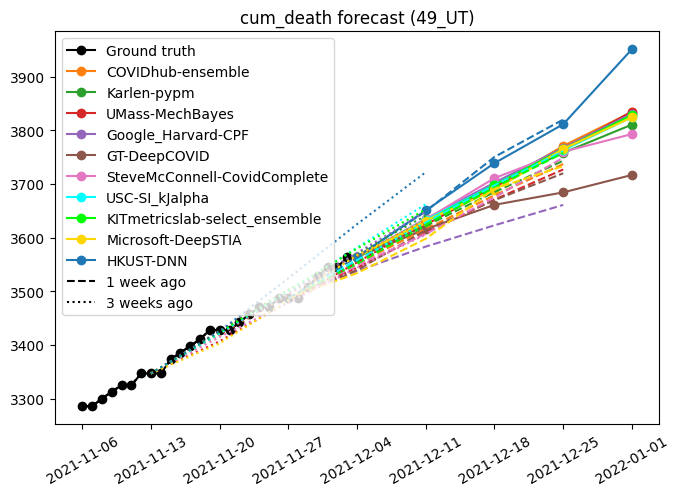 cum_death forecast (49_UT)
Ground truth
COVIDhub-ensemble
Karlen-pypm
UMass-MechBayes
Google_Harvard-CPF
GT-DeepCOVID
SteveMcConnell-CovidComplete
USC-SI_kJalpha
KITmetricslab-select_ensemble
Microsoft-DeepSTIA
HKUST-DNN
1 week ago
3 weeks ago
3900
3800
3700
3600
3500
3400
3300
2021-11-06
2021-11-13
2021-11-20
2021-11-27
2021-12-04
2021-12-11
2021-12-18
2021-12-25
2022-01-01